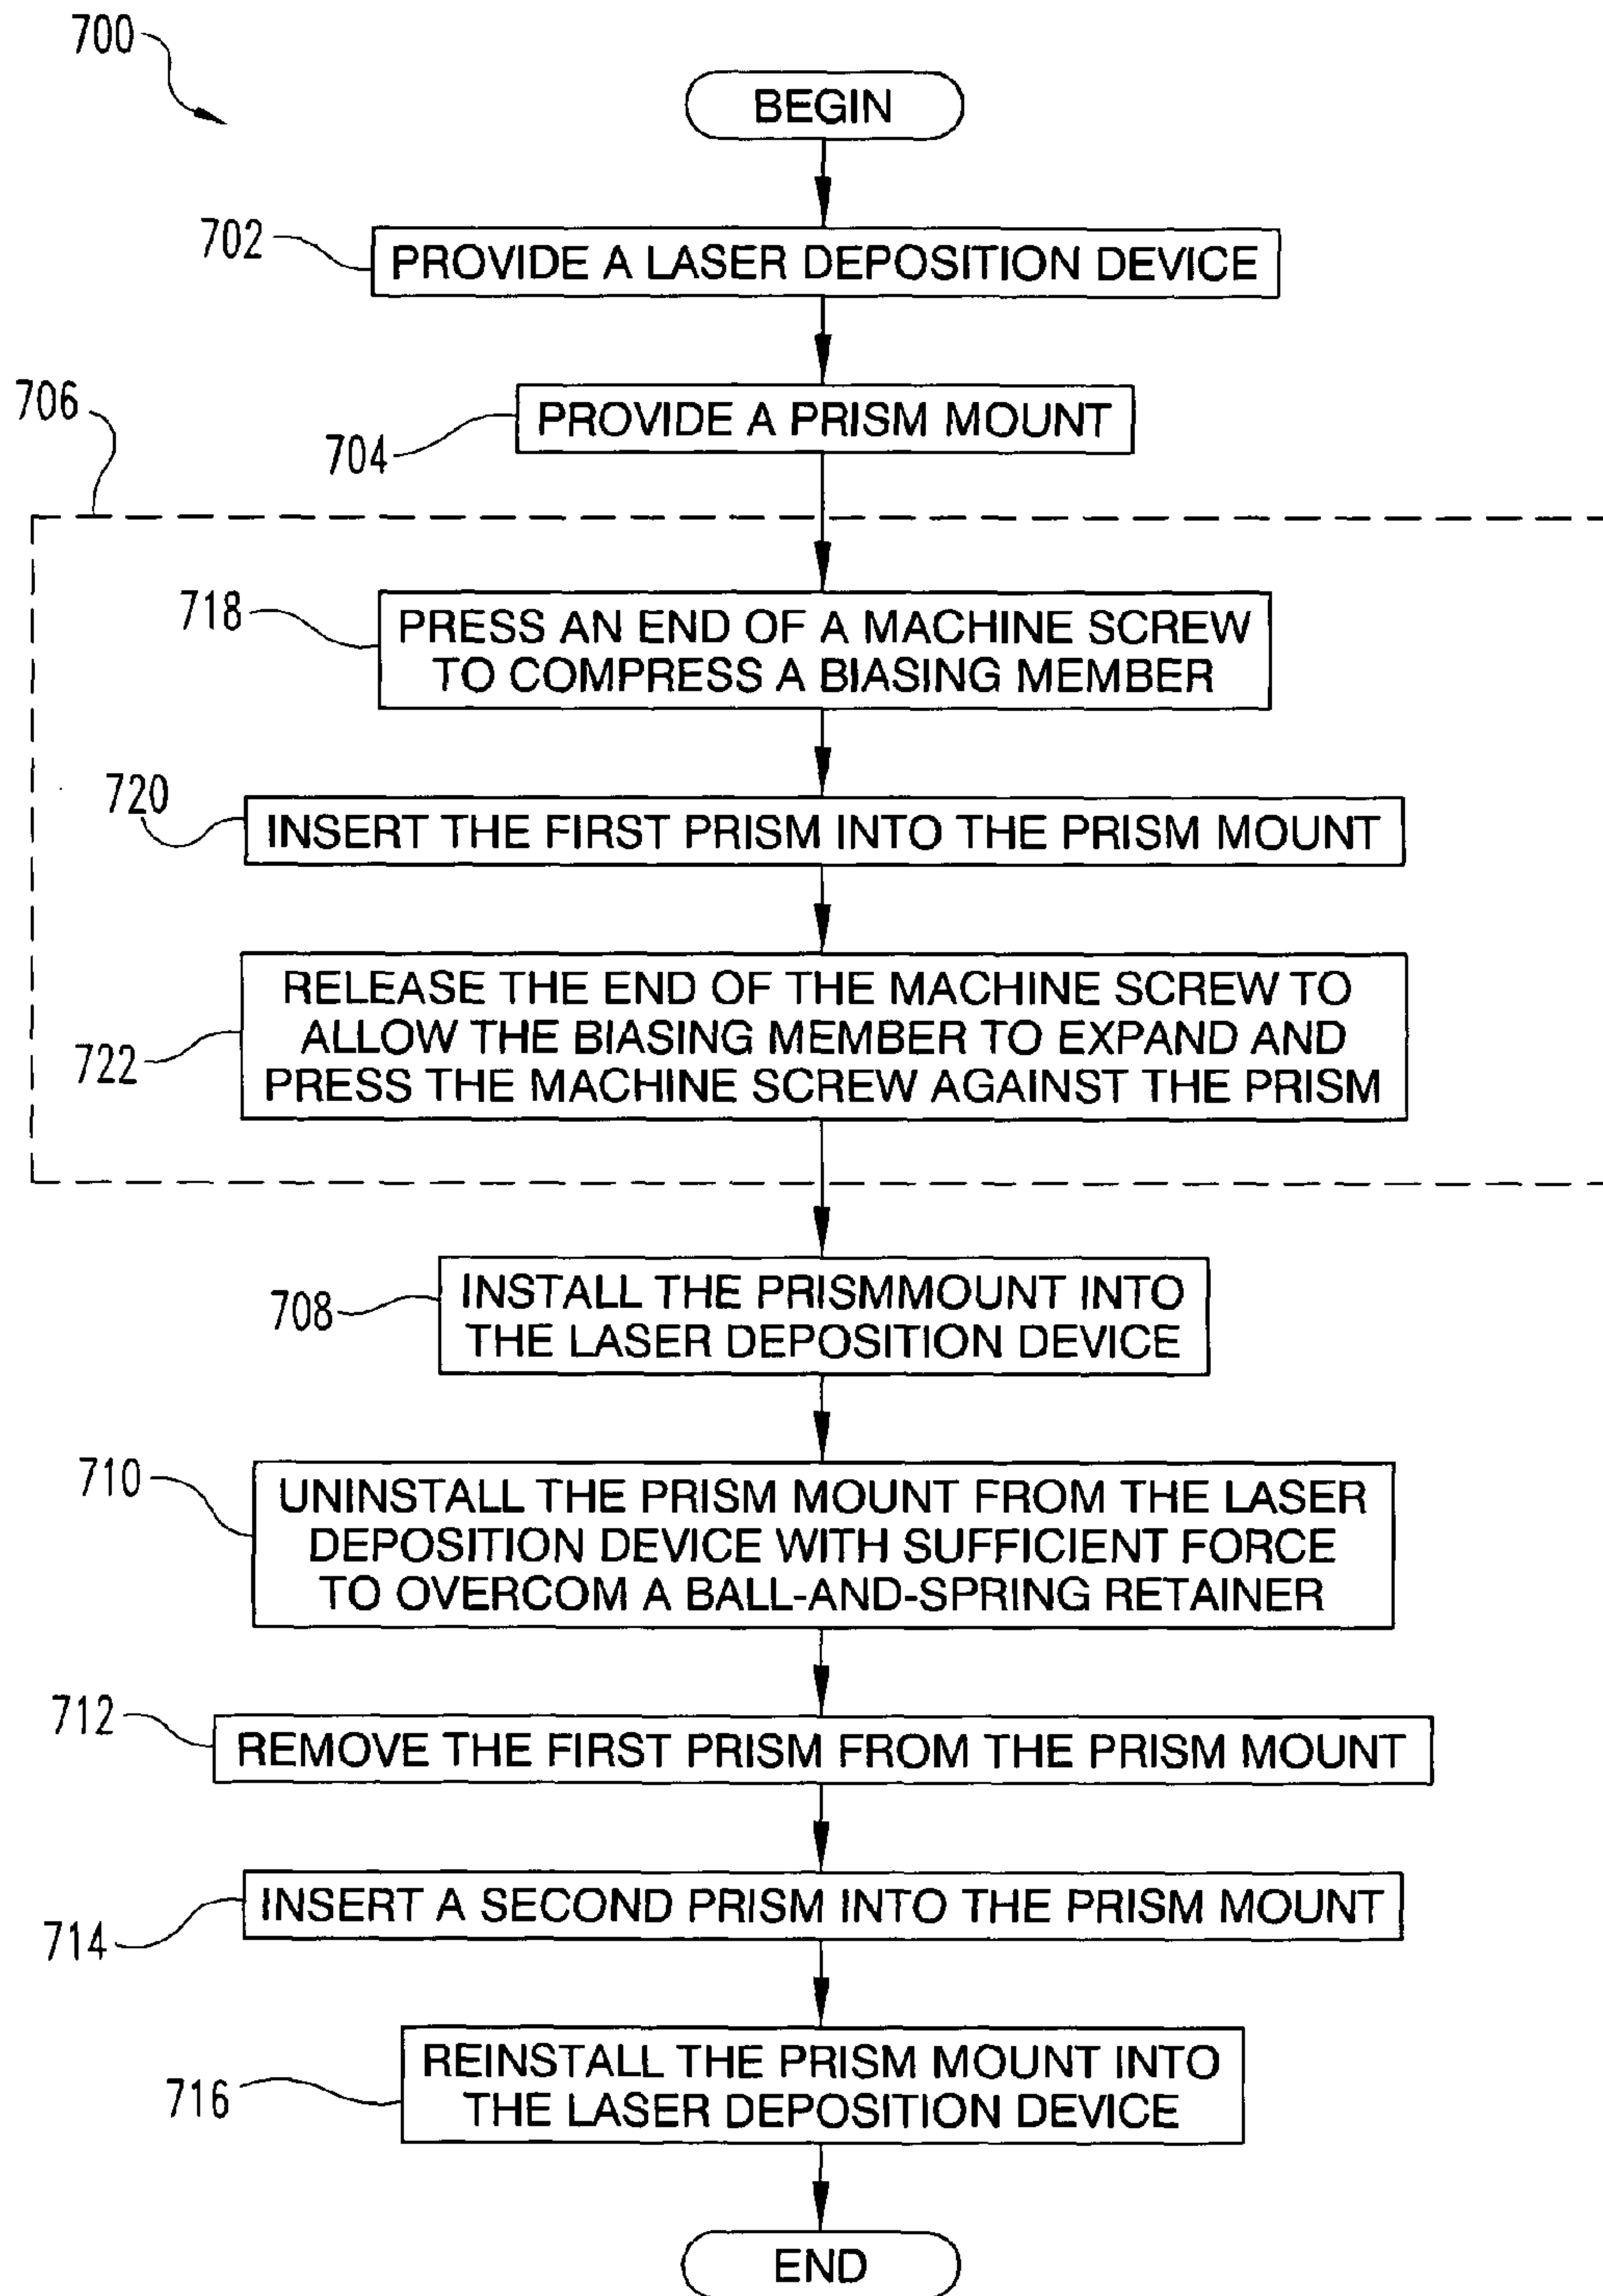 700
BEGIN
702
PROVIDE A LASER DEPOSITION DEVICE
706
704
PROVIDE A PRISM MOUNT
718
PRESS AN END OF A MACHINE SCREW
TO COMPRESS A BIASING MEMBER
720
INSERT THE FIRST PRISM INTO THE PRISM MOUNT
722
RELEASE THE END OF THE MACHINE SCREW TO
ALLOW THE BIASING MEMBER TO EXPAND AND
PRESS THE MACHINE SCREW AGAINST THE PRISM
708
INSTALL THE PRISMMOUNT INTO
THE LASER DEPOSITION DEVICE
710
UNINSTALL THE PRISM MOUNT FROM THE LASER
DEPOSITION DEVICE WITH SUFFICIENT FORCE
TO OVERCOM A BALL-AND-SPRING RETAINER
712
REMOVE THE FIRST PRISM FROM THE PRISM MOUNT
714
INSERT A SECOND PRISM INTO THE PRISM MOUNT
716
REINSTALL THE PRISM MOUNT INTO
THE LASER DEPOSITION DEVICE
END